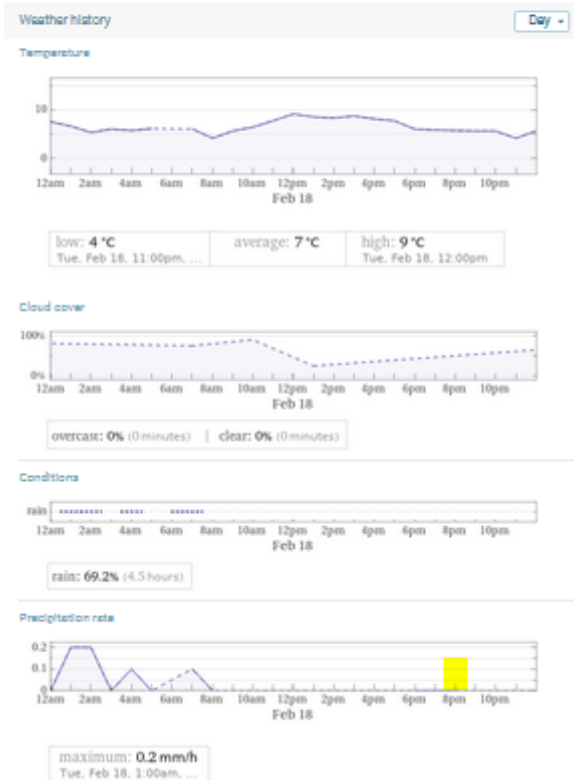 Weather history
Day
Temperature
10
0
12am 2am 4am 6am 8am 10am 12pm 2pm 4pm 6pm 8pm 10pm
Feb 18
low: 4 °C average: 7 °C high: 9 °C
Tue, Feb 18, 11:00pm, ... Tue, Feb 18, 12:00pm
Cloud cover
100%
0%
12am 2am 4am 6am 8am 10am 12pm 2pm 4pm 6pm 8pm 10pm
Feb 18
overcast: 0% (0 minutes) | clear: 0% (0 minutes)
Conditions
rain
12am 2am 4am 6am 8am 10am 12pm 2pm 4pm 6pm 8pm 10pm
Feb 18
rain: 69.2% (4.5 hours)
Precipitation rate
0.2
0.1
0
12am 2am 4am 6am 8am 10am 12pm 2pm 4pm 6pm 8pm 10pm
Feb 18
maximum: 0.2 mm/h
Tue, Feb 18, 1:00am, ...